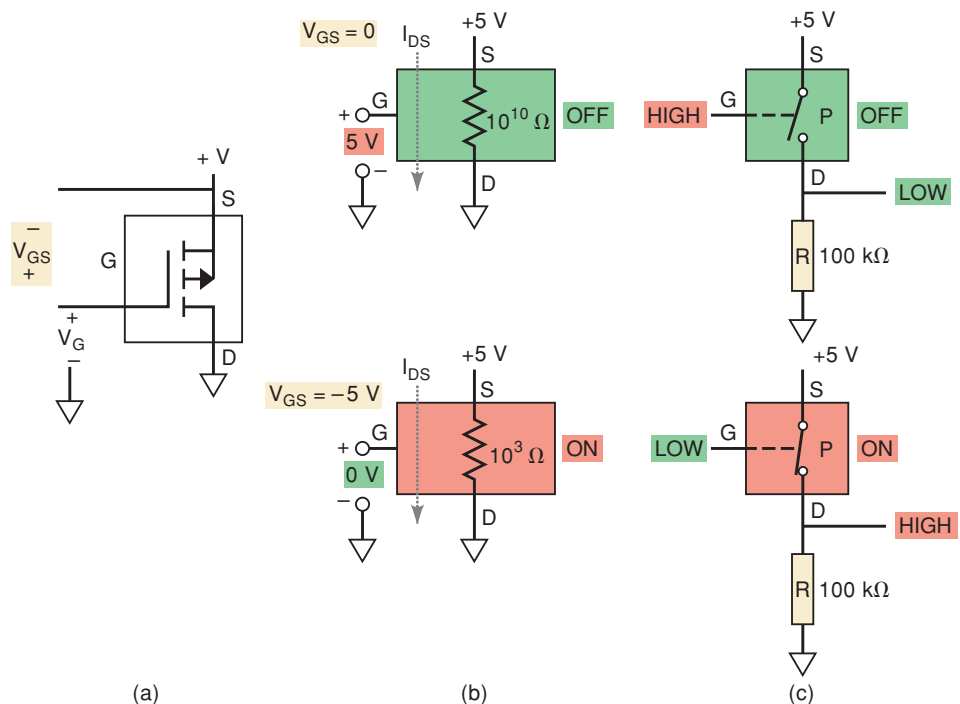 + V
S
−
V_GS
+
G
+
V_G
−
D
(a)
V_GS = 0
I_DS
+5 V
S
+
G
5 V
−
10^10 Ω
OFF
D
V_GS = −5 V
I_DS
+5 V
S
+
G
0 V
−
10^3 Ω
ON
D
(b)
+5 V
S
HIGH
G
P
OFF
D
LOW
R
100 kΩ
+5 V
S
LOW
G
P
ON
D
HIGH
R
100 kΩ
(c)